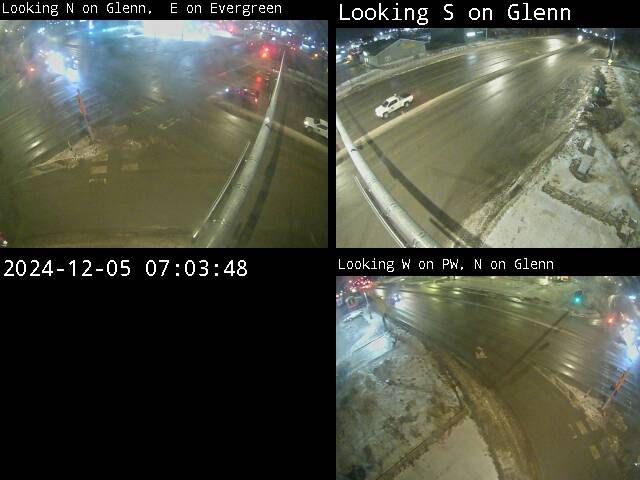 Looking N on Glenn,  E on Evergreen
Looking S on Glenn
2024-12-05 07:03:48
Looking W on PW, N on Glenn